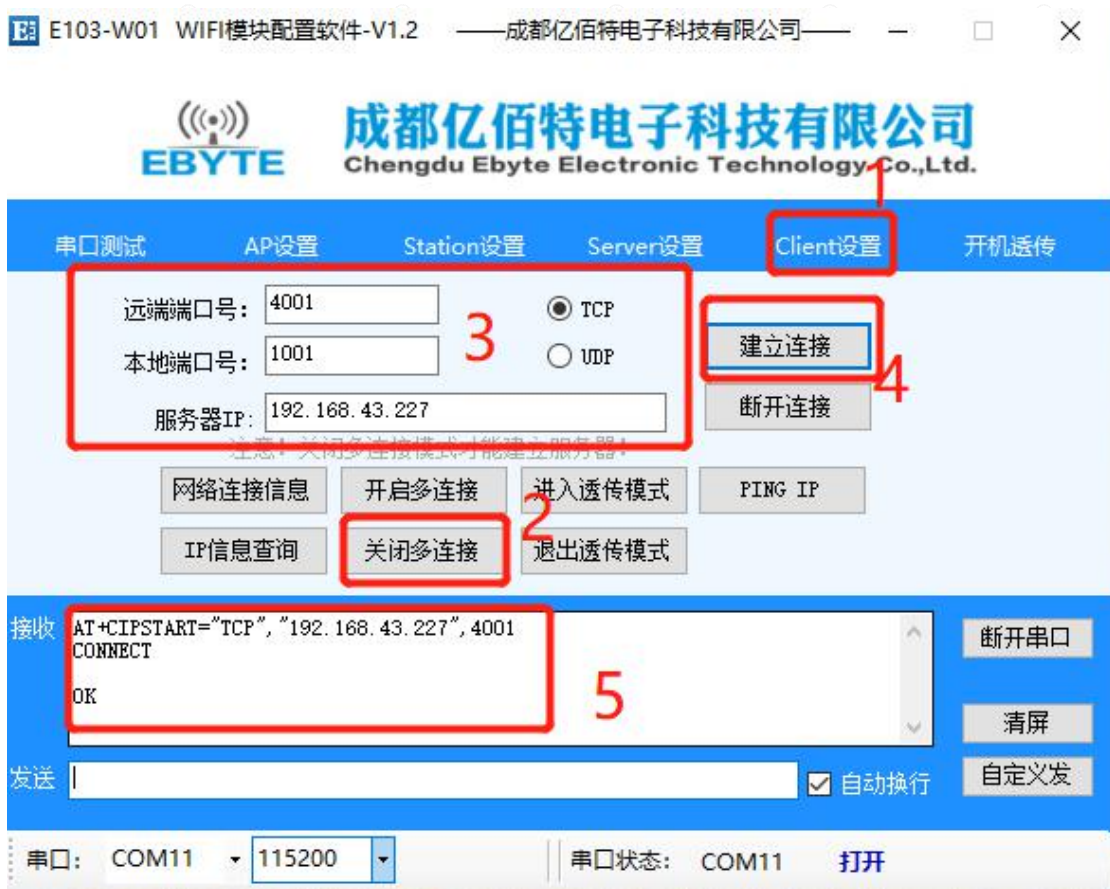 E103-W01 WIFI模块配置软件-V1.2 ——成都亿佰特电子科技有限公司——
EBYTE
成都亿佰特电子科技有限公司
Chengdu Ebyte Electronic Technology Co.,Ltd.
1
串口测试 AP设置 Station设置 Server设置 Client设置 开机透传
远端端口号: 4001 TCP
3
本地端口号: 1001 UDP
建立连接
4
服务器IP: 192.168.43.227
断开连接
注意!关闭多连接模式才能建立服务器!
网络连接信息 开启多连接 进入透传模式 PING IP
2
IP信息查询 关闭多连接 退出透传模式
接收
AT+CIPSTART="TCP","192.168.43.227",4001
CONNECT
OK
5
断开串口
清屏
发送 自动换行 自定义发
串口: COM11 115200 串口状态: COM11 打开